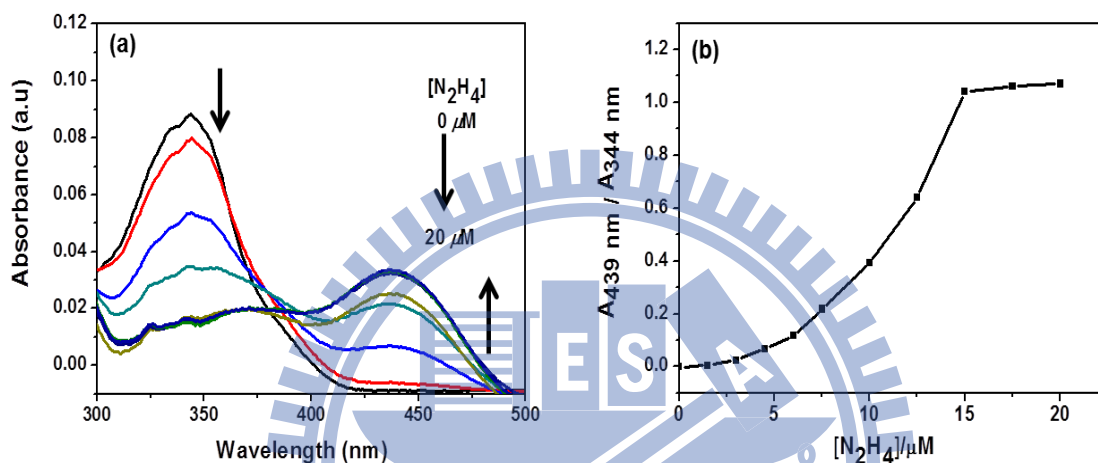 (a)
0.12
0.10
0.08
0.06
0.04
0.02
0.00
Absorbance (a.u)
[N₂H₄]
0 µM
20 µM
300
350
400
450
500
Wavelength (nm)
(b)
1.2
1.0
0.8
0.6
0.4
0.2
0.0
A439 nm / A344 nm
0
5
10
15
20
[N₂H₄]/µM
E S A